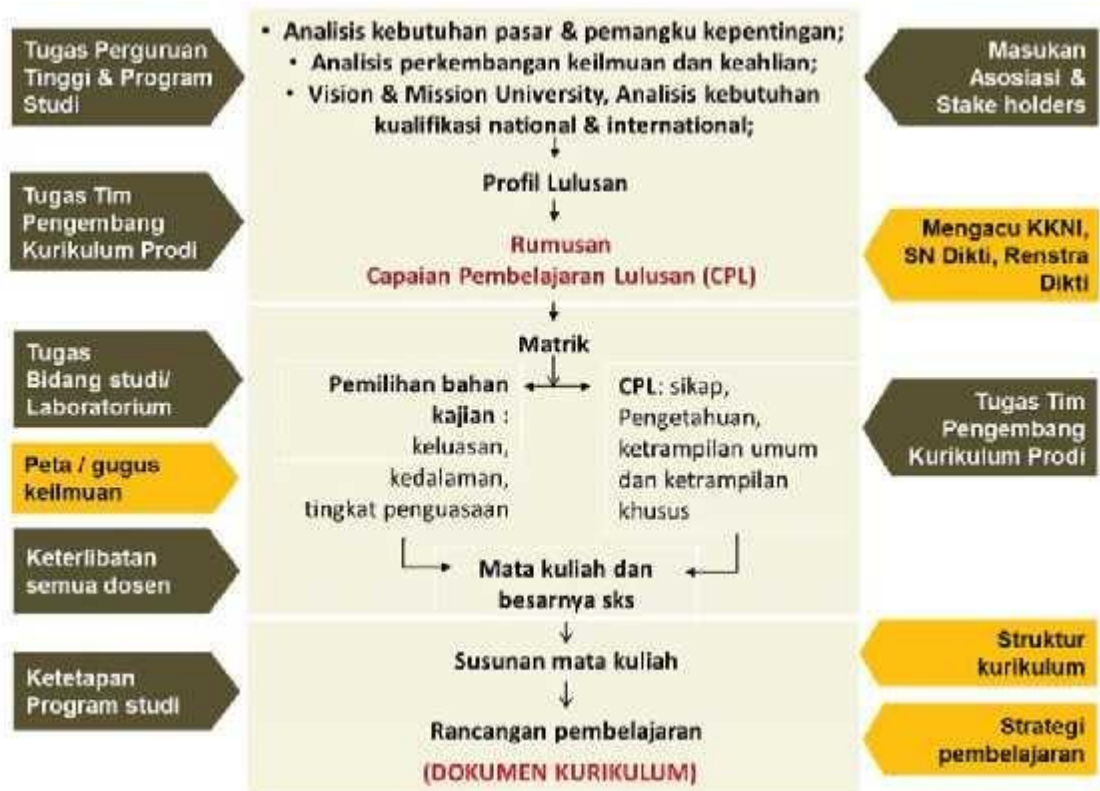 Tugas Perguruan
Tinggi & Program
Studi
• Analisis kebutuhan pasar & pemangku kepentingan;
• Analisis perkembangan keilmuan dan keahlian;
• Vision & Mission University, Analisis kebutuhan
kualifikasi national & international;
Masukan
Asosiasi &
Stake holders
Tugas Tim
Pengembang
Kurikulum Prodi
Profil Lulusan
Rumusan
Capaian Pembelajaran Lulusan (CPL)
Mengacu KKNI,
SN Dikti, Renstra
Dikti
Tugas
Bidang studi/
Laboratorium
Matrik
Pemilihan bahan
kajian :
keluasan,
kedalaman,
tingkat penguasaan
CPL: sikap,
Pengetahuan,
ketrampilan umum
dan ketrampilan
khusus
Tugas Tim
Pengembang
Kurikulum Prodi
Peta / gugus
keilmuan
Keterlibatan
semua dosen
Mata kuliah dan
besarnya sks
Ketetapan
Program studi
Susunan mata kuliah
Struktur
kurikulum
Rancangan pembelajaran
(DOKUMEN KURIKULUM)
Strategi
pembelajaran